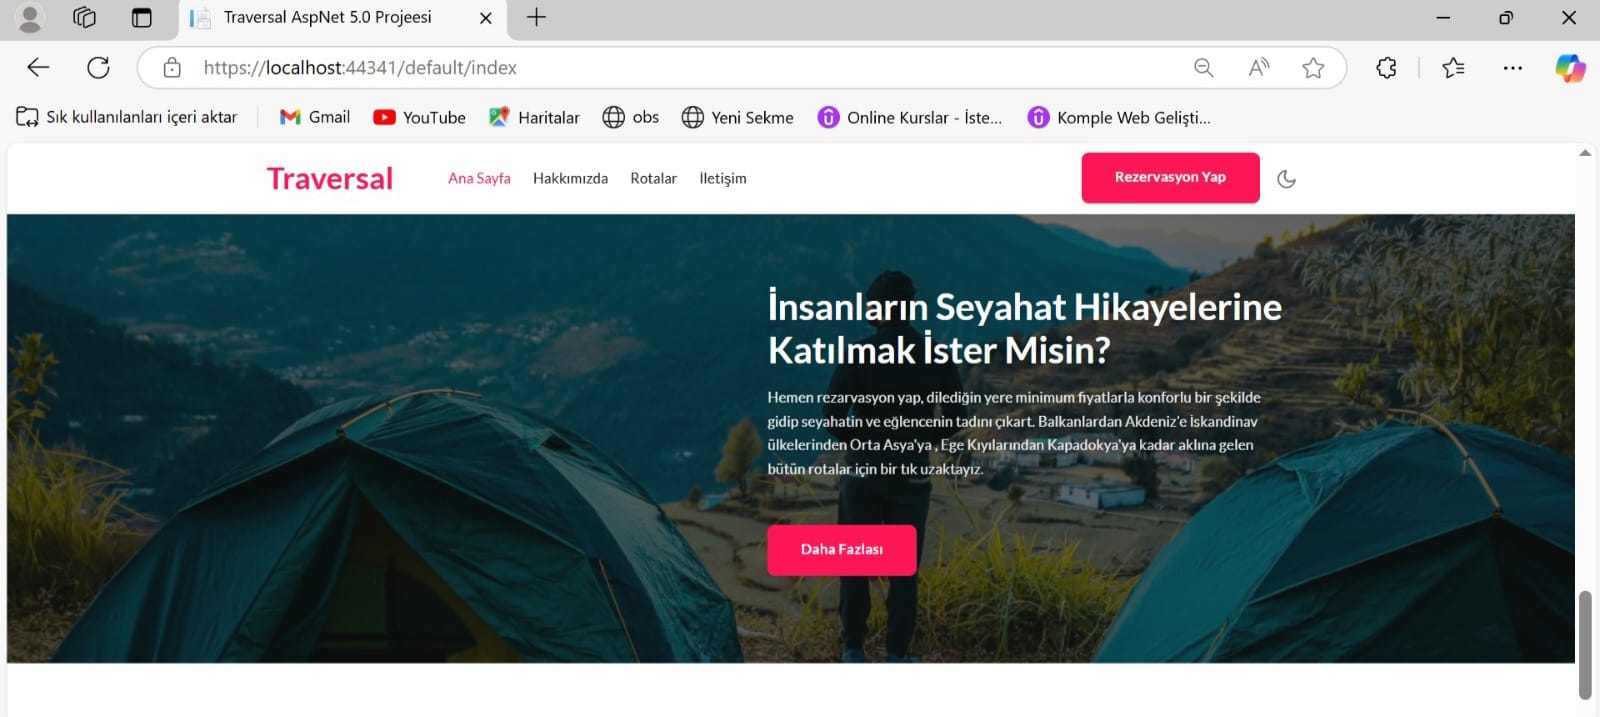 Traversal AspNet 5.0 Projeesi
https://localhost:44341/default/index
Sık kullanılanları içeri aktar
Gmail
YouTube
Haritalar
obs
Yeni Sekme
Online Kurslar - İste...
Komple Web Gelişti...
Traversal
Ana Sayfa
Hakkımızda
Rotalar
İletişim
Rezervasyon Yap
İnsanların Seyahat Hikayelerine
Katılmak İster Misin?
Hemen rezarvasyon yap, dilediğin yere minimum fiyatlarla konforlu bir şekilde
gidip seyahatin ve eğlencenin tadını çıkart. Balkanlardan Akdeniz'e İskandinav
ülkelerinden Orta Asya'ya , Ege Kıyılarından Kapadokya'ya kadar aklına gelen
bütün rotalar için bir tık uzaktayız.
Daha Fazlası